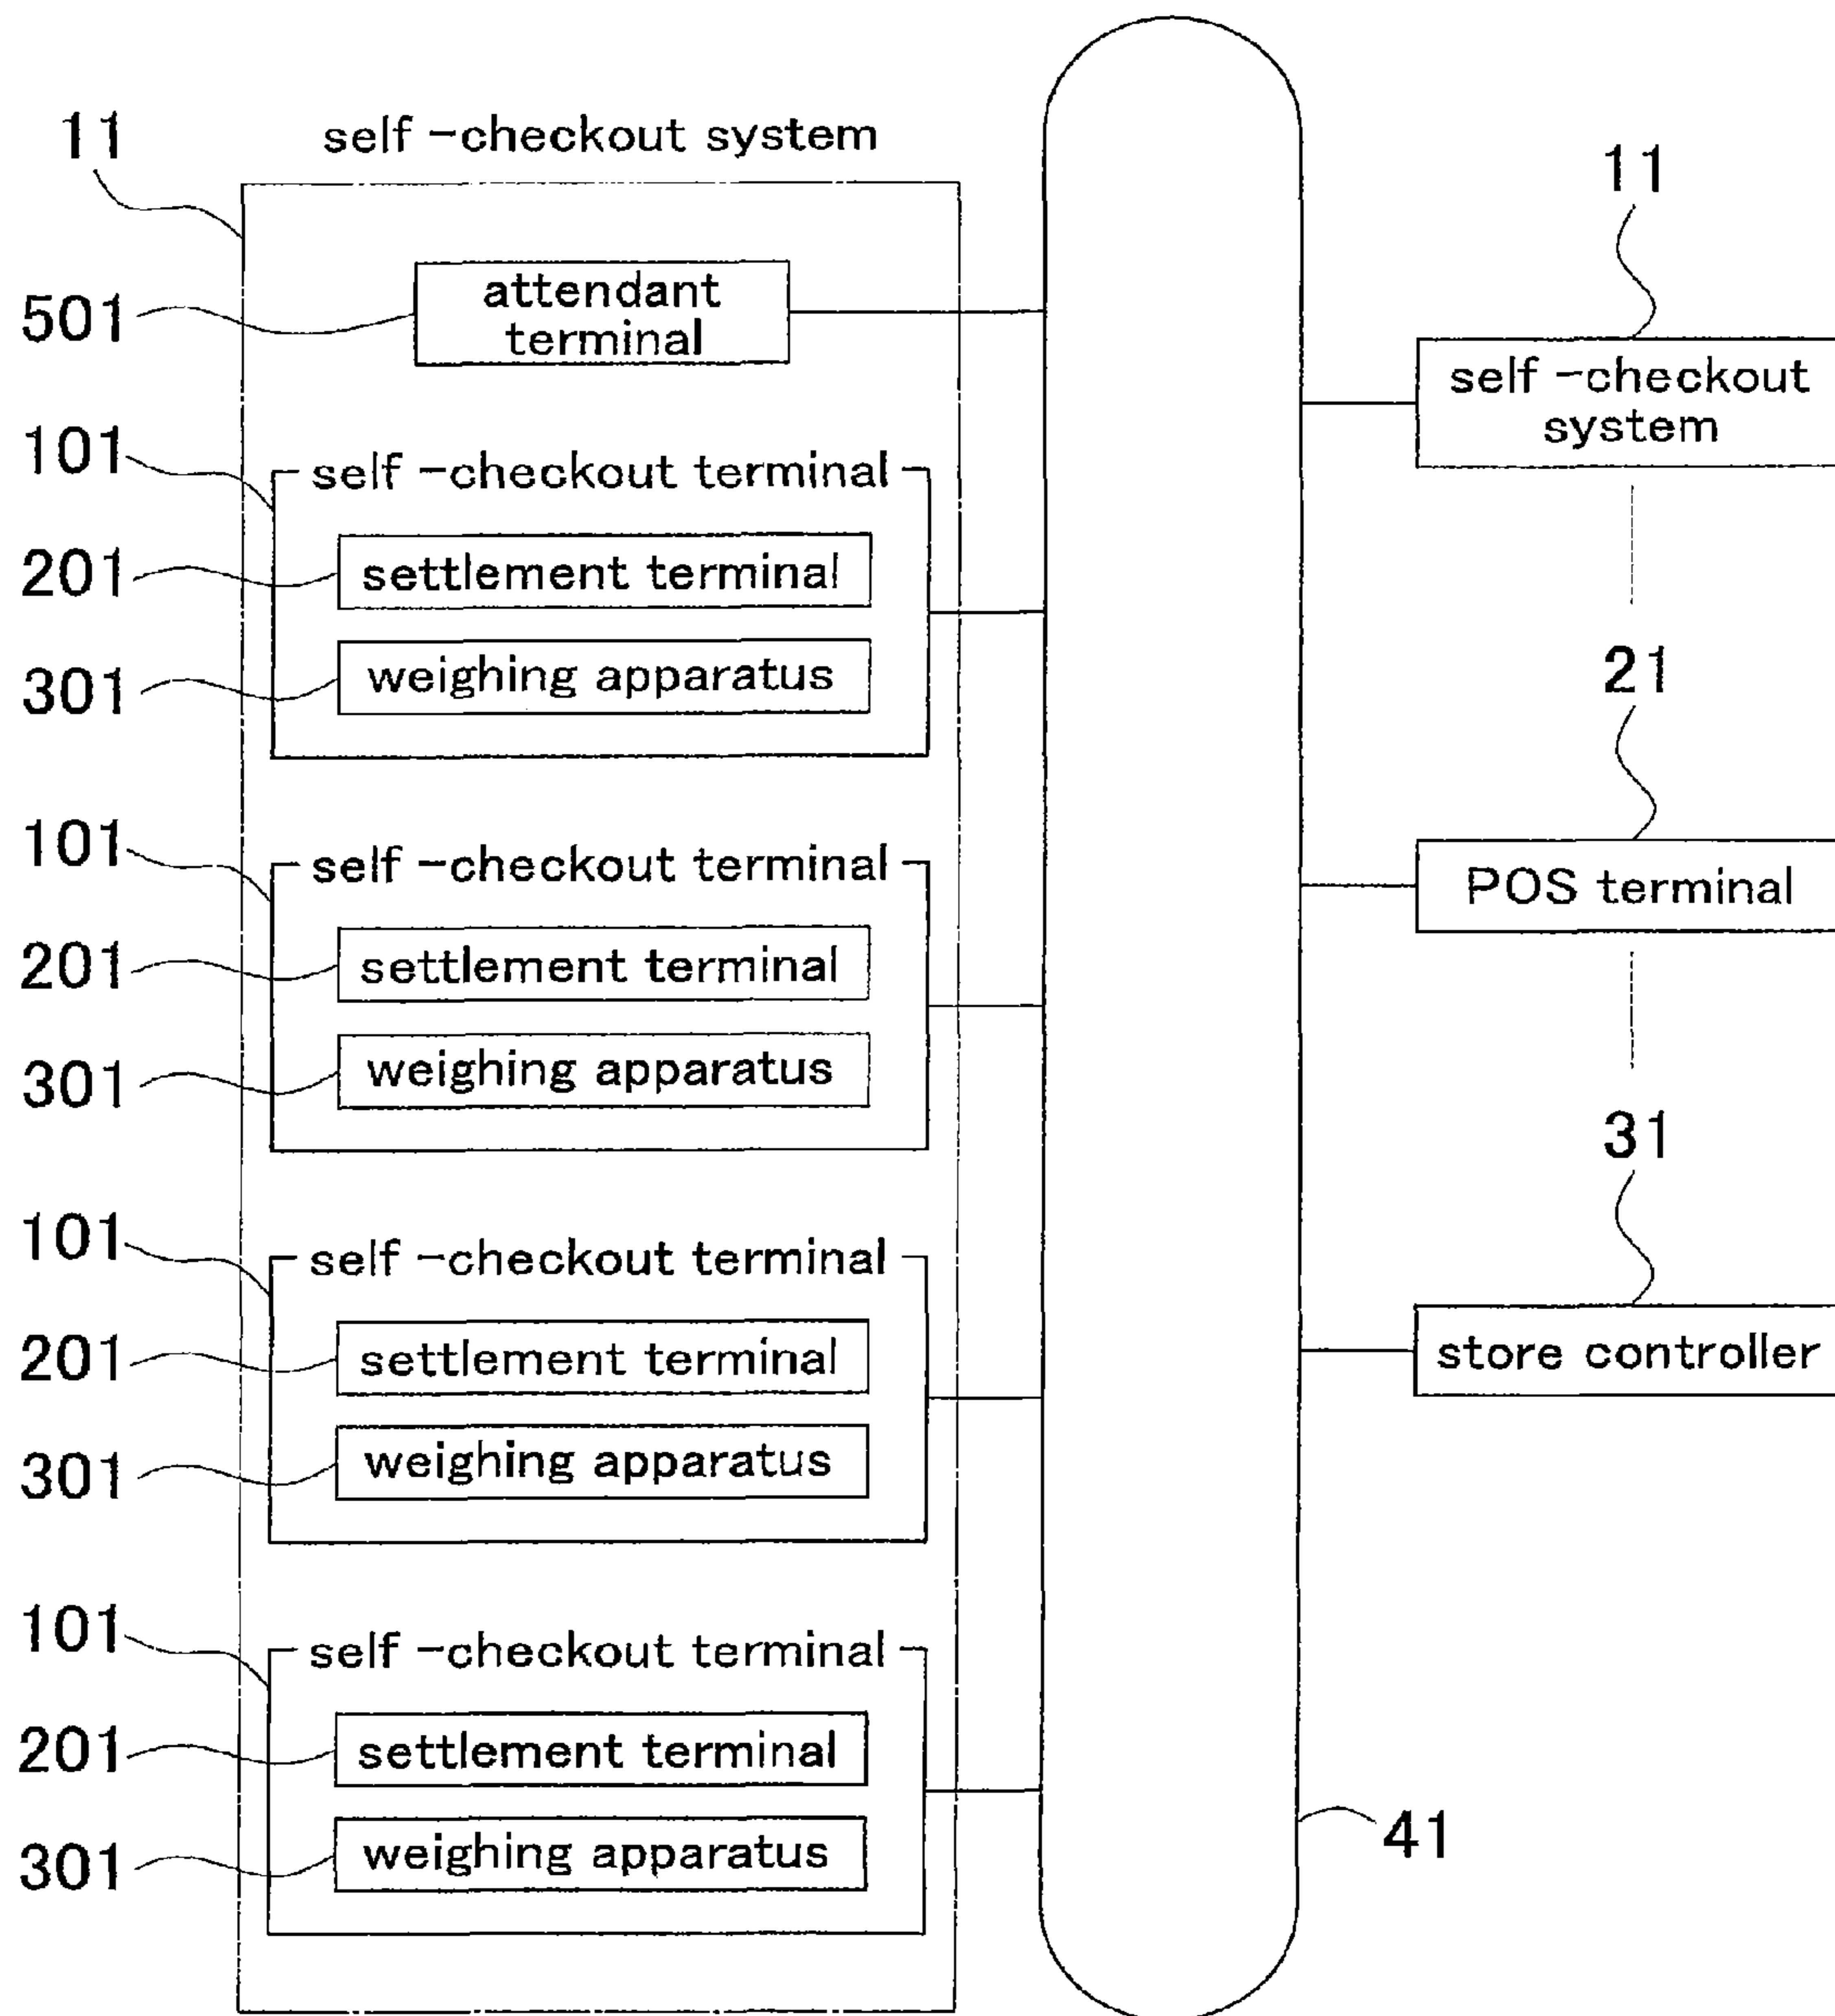 11
self-checkout system
501
attendant
terminal
101
self-checkout terminal
201
settlement terminal
301
weighing apparatus
101
self-checkout terminal
201
settlement terminal
301
weighing apparatus
101
self-checkout terminal
201
settlement terminal
301
weighing apparatus
101
self-checkout terminal
201
settlement terminal
301
weighing apparatus
11
self-checkout
system
21
POS terminal
31
store controller
41